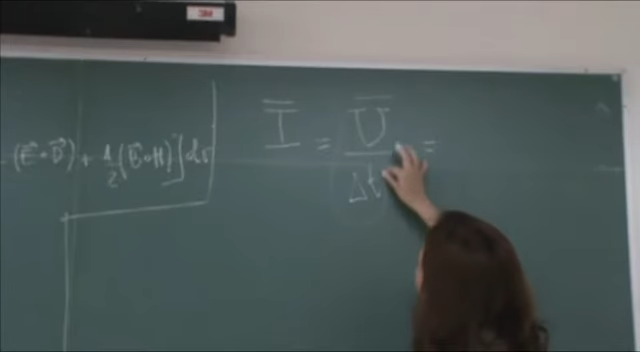 3M
- (E⃗∘D⃗) + 1/2 (B⃗∘H⃗)] dv
I̅ = U̅ / Δt =